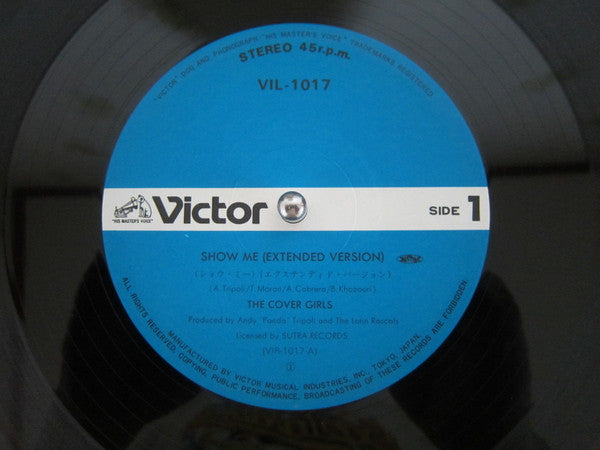 "VICTOR" DOG AND PHONOGRAPH "HIS MASTER'S VOICE" TRADEMARKS REGISTERED
STEREO 45r.p.m.
VIL-1017
"HIS MASTER'S VOICE"
Victor
SIDE 1
SHOW ME (EXTENDED VERSION)
(ショウ・ミー)(エクステンディド・バージョン)
(A.Tripoli/T.Moran/A.Cabrera/B.Khozouri)
THE COVER GIRLS
Produced by Andy "Panda" Tripoli and The Latin Rascals
Licensed by SUTRA RECORDS
(VIR-1017-A)
①
MANUFACTURED BY VICTOR MUSICAL INDUSTRIES, INC. TOKYO, JAPAN.
ALL RIGHTS RESERVED. COPYING, PUBLIC PERFORMANCE, BROADCASTING OF THESE RECORDS ARE FORBIDDEN.